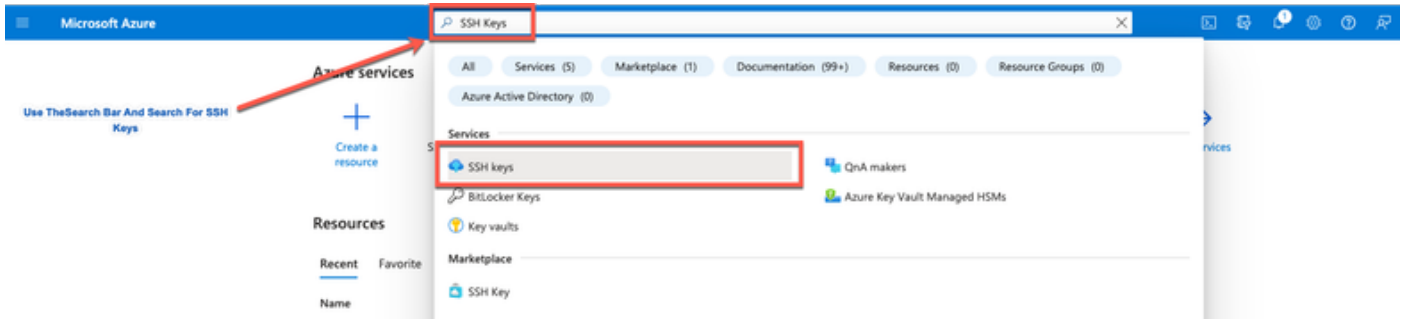 Microsoft Azure
SSH Keys
Azure services
All Services (5) Marketplace (1) Documentation (99+) Resources (0) Resource Groups (0)
Azure Active Directory (0)
Use TheSearch Bar And Search For SSH
Keys
Services
Create a
resource
S
SSH keys
QnA makers
rvices
BitLocker Keys
Azure Key Vault Managed HSMs
Key vaults
Resources
Marketplace
Recent Favorite
SSH Key
Name
1